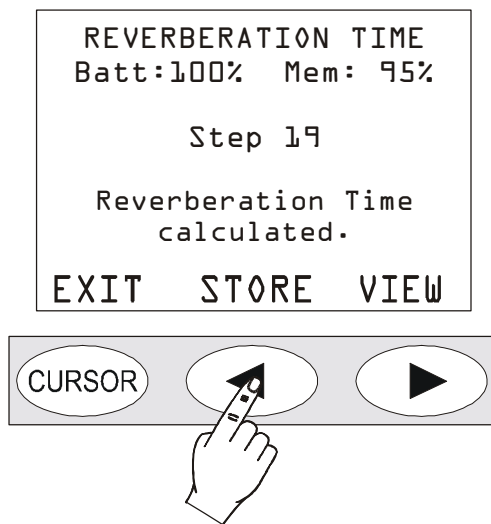 REVERBERATION TIME
Batt:100% Mem: 95%
Step 19
Reverberation Time
calculated.
EXIT STORE VIEW
CURSOR